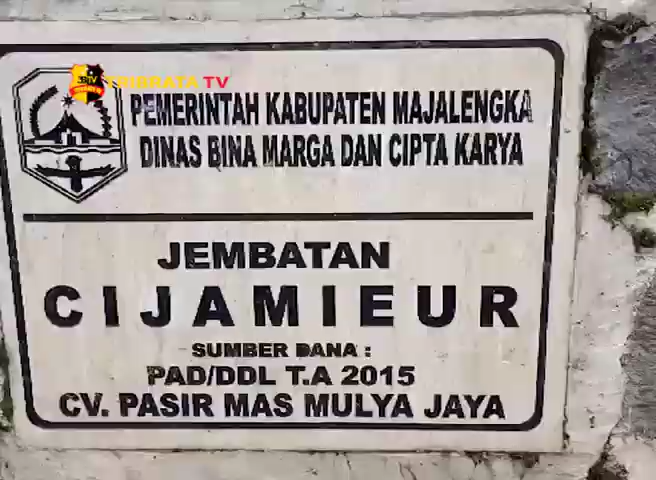 TRIBRATA TV
PEMERINTAH KABUPATEN MAJALENGKA
DINAS BINA MARGA DAN CIPTA KARYA
JEMBATAN
CIJAMIEUR
SUMBER DANA :
PAD/DDL T.A 2015
CV. PASIR MAS MULYA JAYA